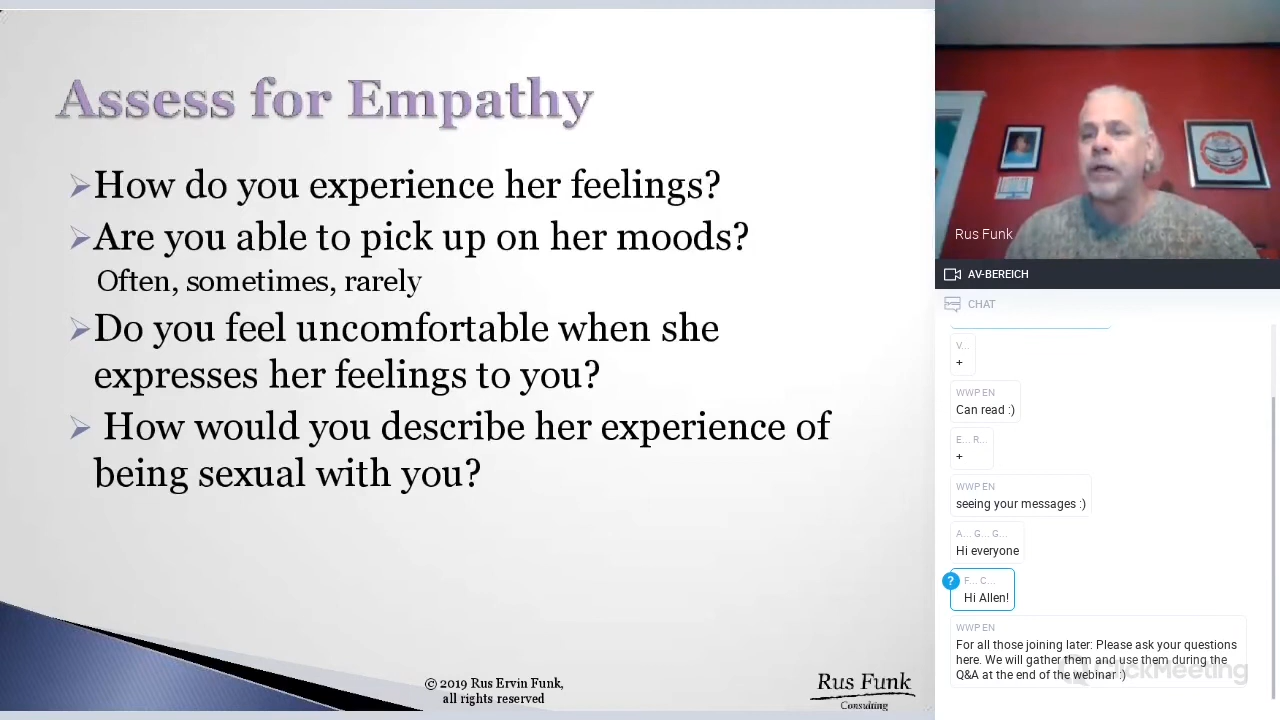 Assess for Empathy
How do you experience her feelings?
Are you able to pick up on her moods?
Often, sometimes, rarely
Do you feel uncomfortable when she
expresses her feelings to you?
How would you describe her experience of
being sexual with you?
© 2019 Rus Ervin Funk,
all rights reserved
Rus Funk
Consulting
Rus Funk
AV-BEREICH
CHAT
V...
+
WWP EN
Can read :)
E... R...
+
WWP EN
seeing your messages :)
A... G... G...
Hi everyone
?
F... C...
Hi Allen!
WWP EN
For all those joining later: Please ask your questions
here. We will gather them and use them during the
Q&A at the end of the webinar :)
ClickMeeting